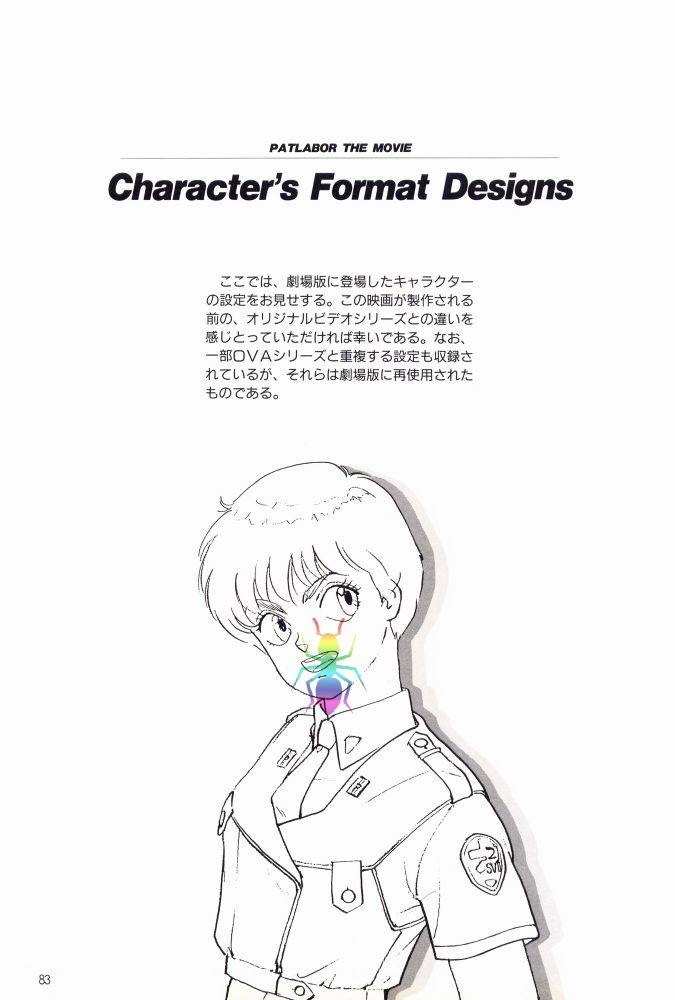 PATLABOR THE MOVIE
Character's Format Designs
ここでは、劇場版に登場したキャラクター
の設定をお見せする。この映画が製作される
前の、オリジナルビデオシリーズとの違いを
感じとっていただければ幸いである。なお、
一部OVAシリーズと重複する設定も収録さ
れているが、それらは劇場版に再使用された
ものである。
2
SV
83